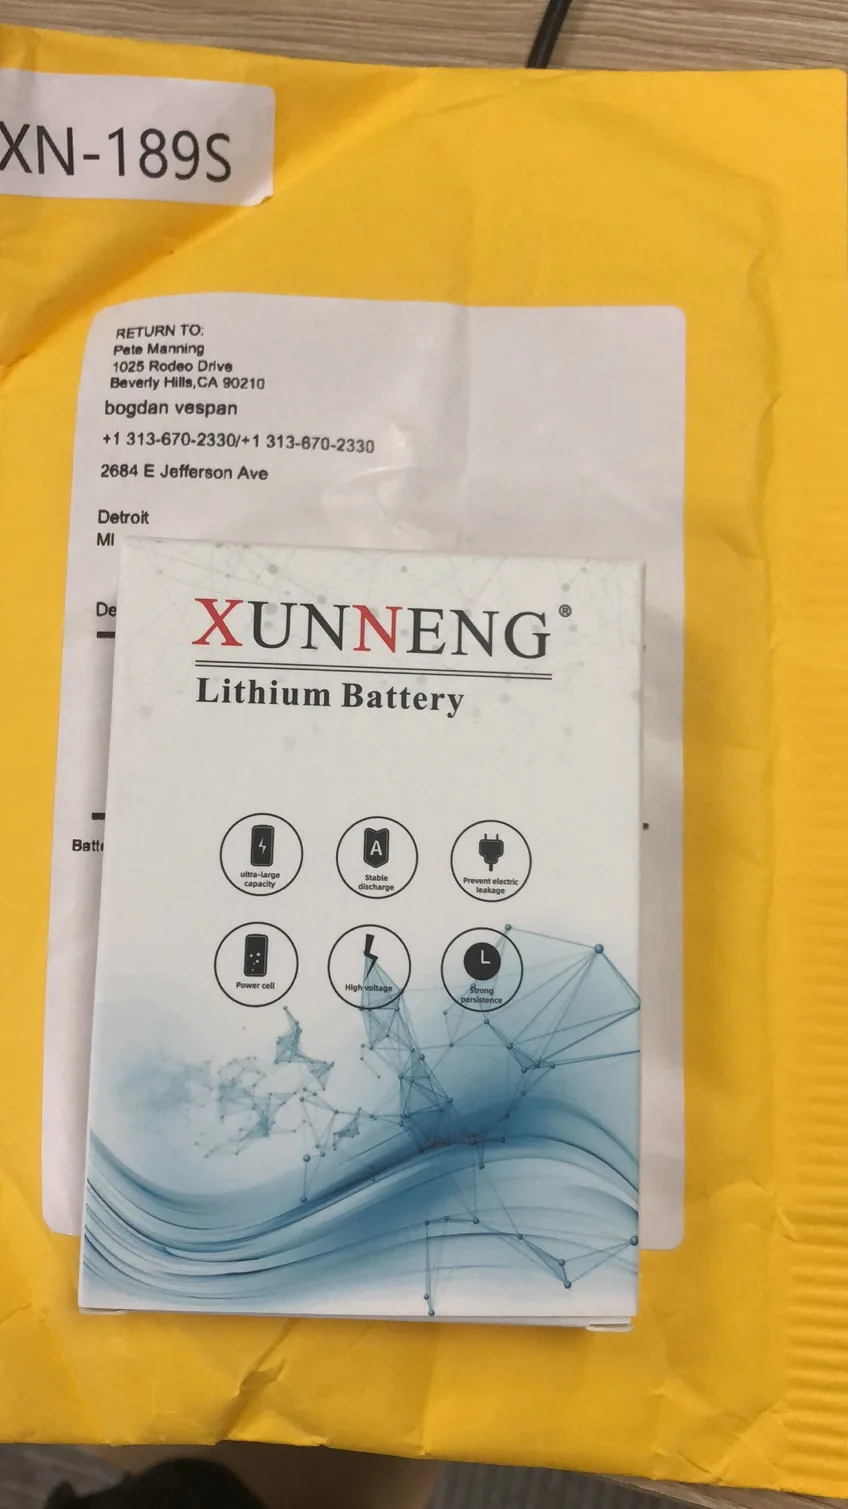 XN-189S
RETURN TO:
Pete Manning
1025 Rodeo Drive
Beverly Hills,CA 90210
bogdan vespan
+1 313-670-2330/+1 313-670-2330
2684 E Jefferson Ave
Detroit
MI
De
Batte
XUNNENG®
Lithium Battery
ultra-large
capacity
A
Stable
discharge
Prevent electric
leakage
Power cell
High voltage
Strong
persistence